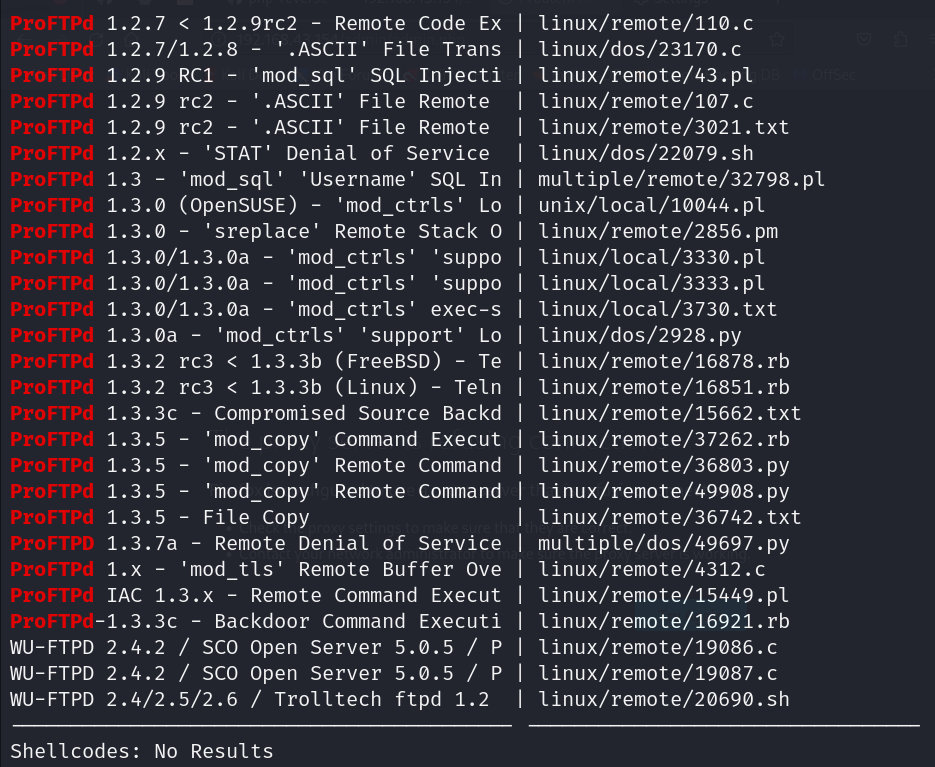 ProFTPd 1.2.7 < 1.2.9rc2 - Remote Code Ex | linux/remote/110.c
ProFTPd 1.2.7/1.2.8 - '.ASCII' File Trans | linux/dos/23170.c
ProFTPd 1.2.9 RC1 - 'mod_sql' SQL Injecti | linux/remote/43.pl
ProFTPd 1.2.9 rc2 - '.ASCII' File Remote | linux/remote/107.c
ProFTPd 1.2.9 rc2 - '.ASCII' File Remote | linux/remote/3021.txt
ProFTPd 1.2.x - 'STAT' Denial of Service | linux/dos/22079.sh
ProFTPd 1.3 - 'mod_sql' 'Username' SQL In | multiple/remote/32798.pl
ProFTPd 1.3.0 (OpenSUSE) - 'mod_ctrls' Lo | unix/local/10044.pl
ProFTPd 1.3.0 - 'sreplace' Remote Stack O | linux/remote/2856.pm
ProFTPd 1.3.0/1.3.0a - 'mod_ctrls' 'suppo | linux/local/3330.pl
ProFTPd 1.3.0/1.3.0a - 'mod_ctrls' 'suppo | linux/local/3333.pl
ProFTPd 1.3.0/1.3.0a - 'mod_ctrls' exec-s | linux/local/3730.txt
ProFTPd 1.3.0a - 'mod_ctrls' 'support' Lo | linux/dos/2928.py
ProFTPd 1.3.2 rc3 < 1.3.3b (FreeBSD) - Te | linux/remote/16878.rb
ProFTPd 1.3.2 rc3 < 1.3.3b (Linux) - Teln | linux/remote/16851.rb
ProFTPd 1.3.3c - Compromised Source Backd | linux/remote/15662.txt
ProFTPd 1.3.5 - 'mod_copy' Command Execut | linux/remote/37262.rb
ProFTPd 1.3.5 - 'mod_copy' Remote Command | linux/remote/36803.py
ProFTPd 1.3.5 - 'mod_copy' Remote Command | linux/remote/49908.py
ProFTPd 1.3.5 - File Copy | linux/remote/36742.txt
ProFTPD 1.3.7a - Remote Denial of Service | multiple/dos/49697.py
ProFTPd 1.x - 'mod_tls' Remote Buffer Ove | linux/remote/4312.c
ProFTPd IAC 1.3.x - Remote Command Execut | linux/remote/15449.pl
ProFTPd-1.3.3c - Backdoor Command Executi | linux/remote/16921.rb
WU-FTPD 2.4.2 / SCO Open Server 5.0.5 / P | linux/remote/19086.c
WU-FTPD 2.4.2 / SCO Open Server 5.0.5 / P | linux/remote/19087.c
WU-FTPD 2.4/2.5/2.6 / Trolltech ftpd 1.2 | linux/remote/20690.sh
Shellcodes: No Results